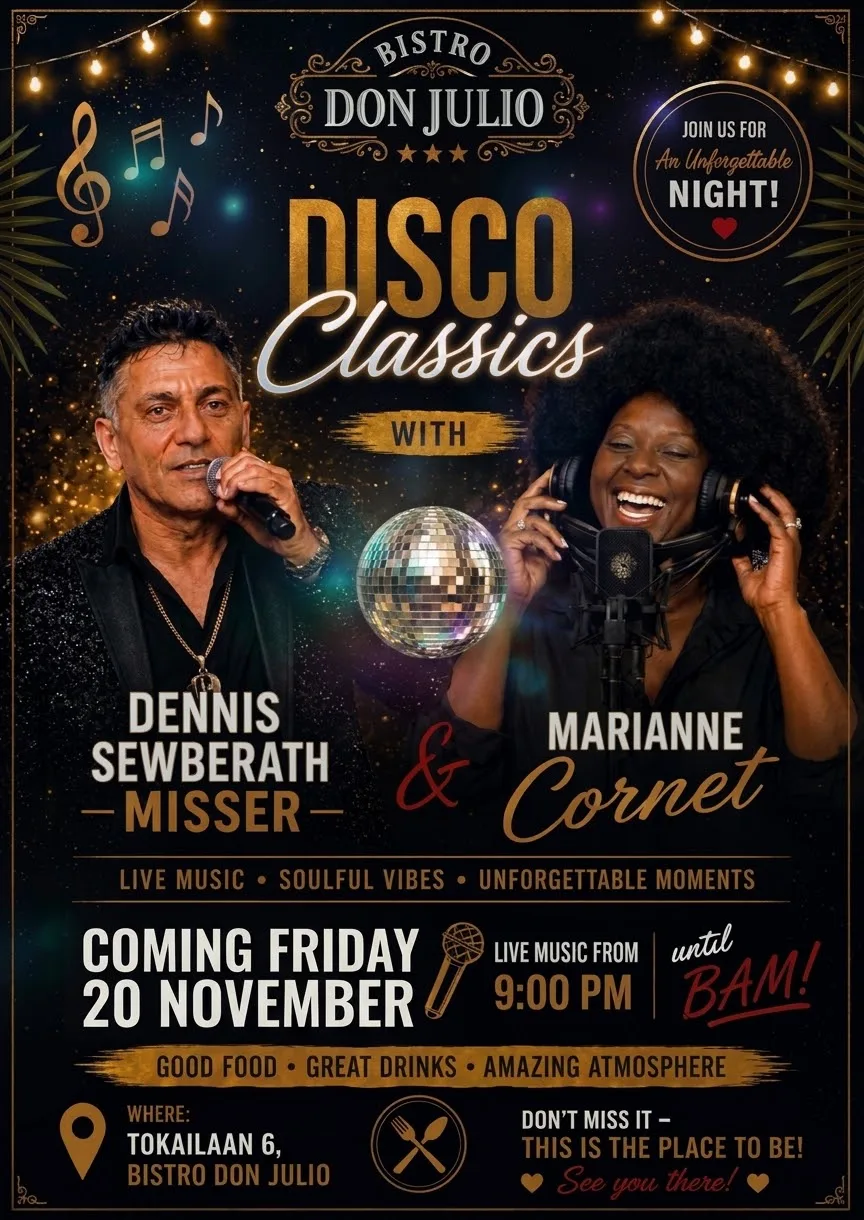 BISTRO
DON JULIO
JOIN US FOR
An Unforgettable
NIGHT!
DISCO
Classics
WITH
DENNIS
SEWBERATH
MISSER
&
MARIANNE
Cornet
LIVE MUSIC • SOULFUL VIBES • UNFORGETTABLE MOMENTS
COMING FRIDAY
20 NOVEMBER
LIVE MUSIC FROM
9:00 PM
until
BAM!
GOOD FOOD • GREAT DRINKS • AMAZING ATMOSPHERE
WHERE:
TOKAILAAN 6,
BISTRO DON JULIO
DON'T MISS IT –
THIS IS THE PLACE TO BE!
See you there!